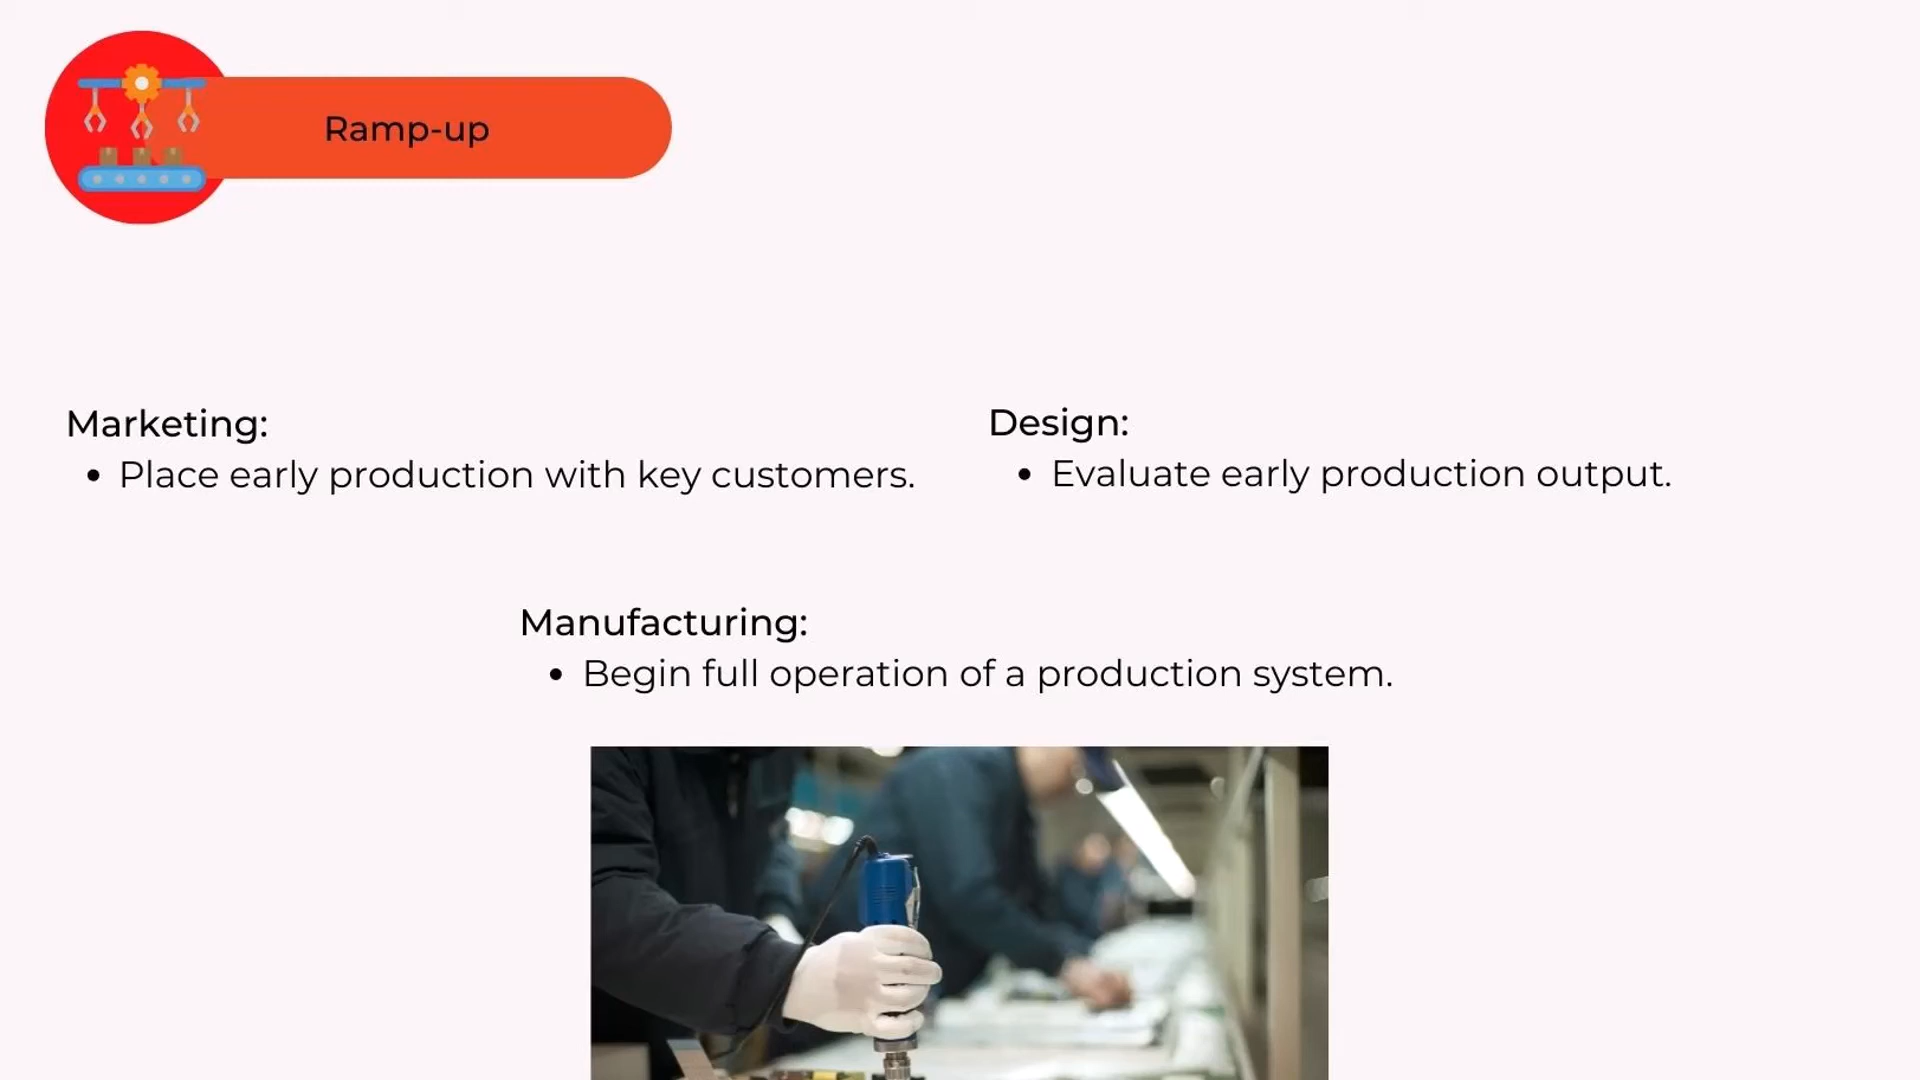 Ramp-up
Marketing:
• Place early production with key customers.
Design:
• Evaluate early production output.
Manufacturing:
• Begin full operation of a production system.